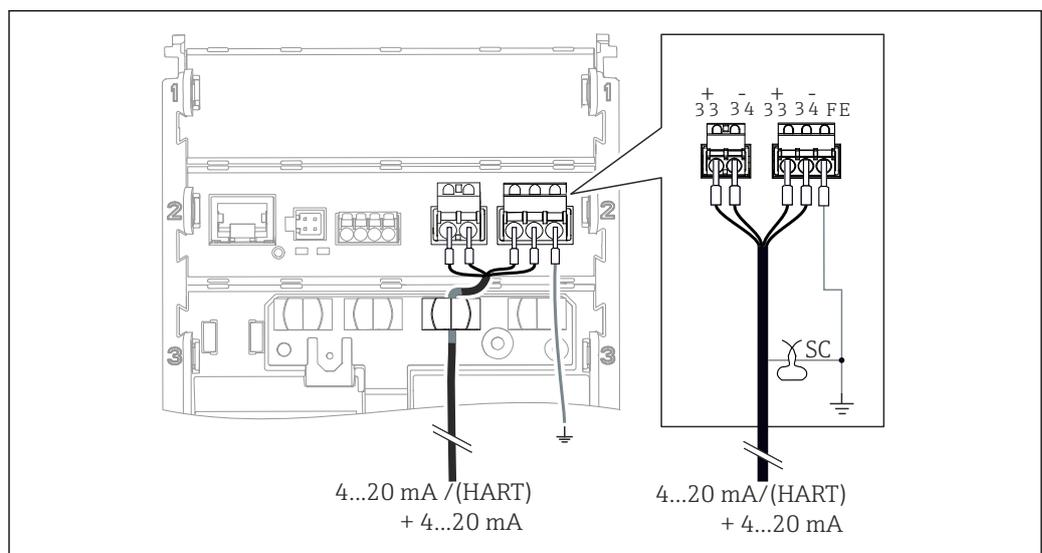 1
1
+ - + -
33 34 33 34 FE
2
2
3
3
SC
4...20 mA /(HART)
+ 4...20 mA
4...20 mA/(HART)
+ 4...20 mA